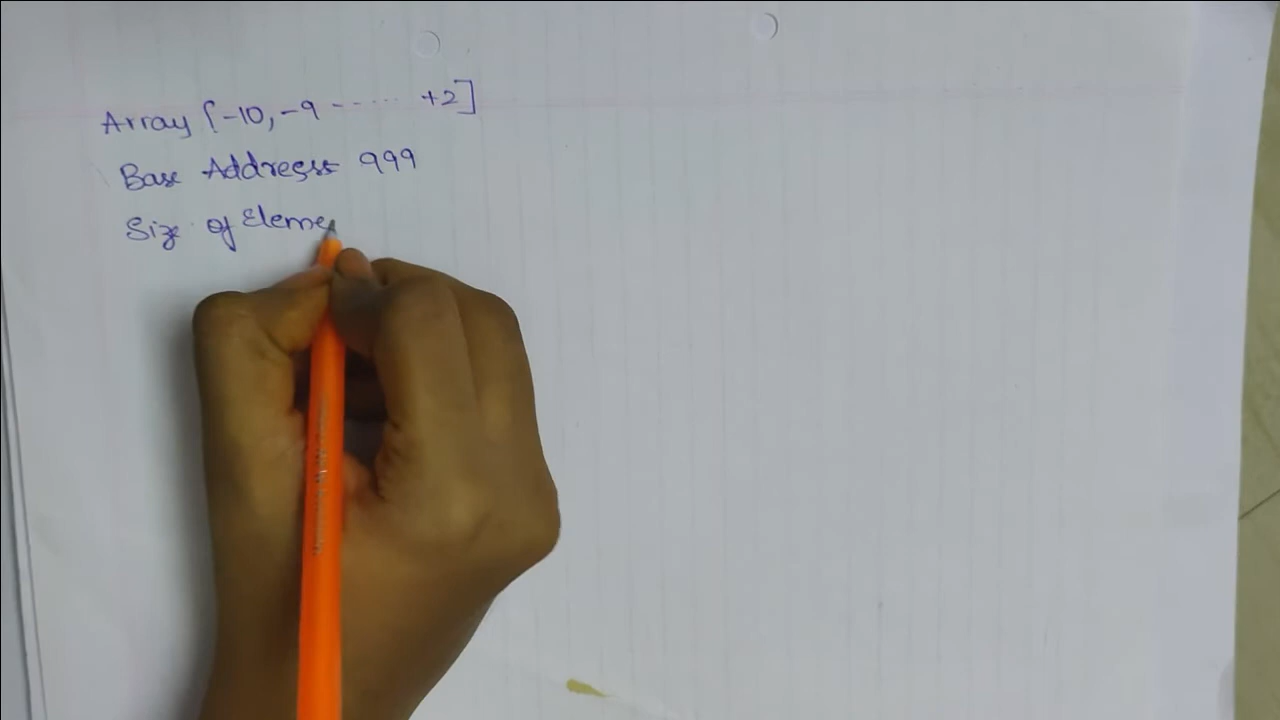 Array [-10, -9 ------ +2]
Base Address 999
Size of Eleme